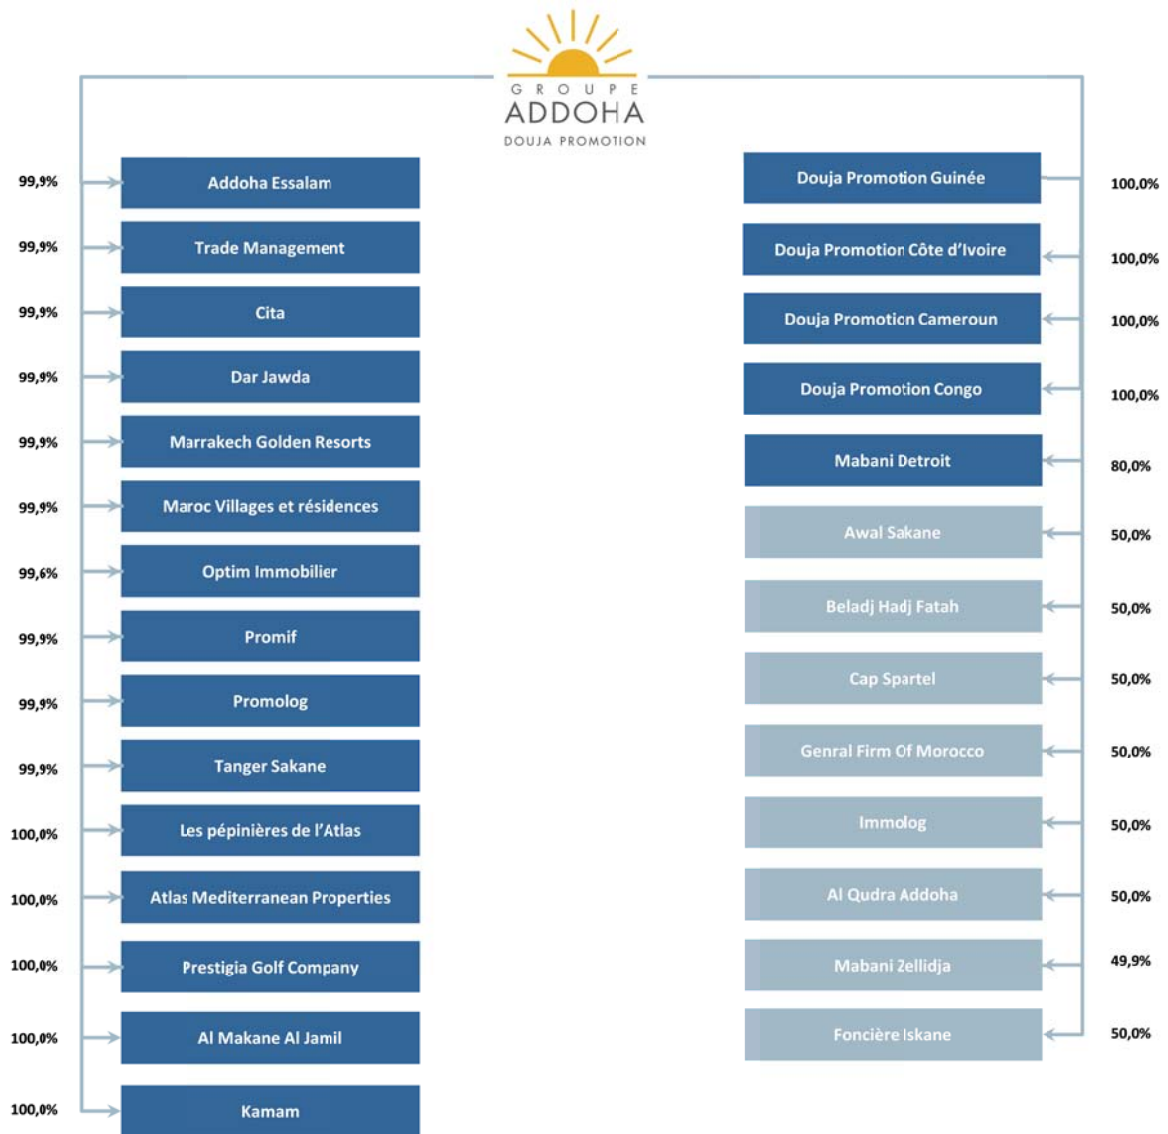 GROUPE
ADDOHA
DOUJA PROMOTION
99,9% Addoha Essalam
99,9% Trade Management
99,9% Cita
99,9% Dar Jawda
99,9% Marrakech Golden Resorts
99,9% Maroc Villages et résidences
99,6% Optim Immobilier
99,9% Promif
99,9% Promolog
99,9% Tanger Sakane
100,0% Les pépinières de l'Atlas
100,0% Atlas Mediterranean Properties
100,0% Prestigia Golf Company
100,0% Al Makane Al Jamil
100,0% Kamam
Douja Promotion Guinée 100,0%
Douja Promotion Côte d'Ivoire 100,0%
Douja Promotion Cameroun 100,0%
Douja Promotion Congo 100,0%
Mabani Detroit 80,0%
Awal Sakane 50,0%
Beladj Hadj Fatah 50,0%
Cap Spartel 50,0%
Genral Firm Of Morocco 50,0%
Immolog 50,0%
Al Qudra Addoha 50,0%
Mabani Zellidja 49,9%
Foncière Iskane 50,0%